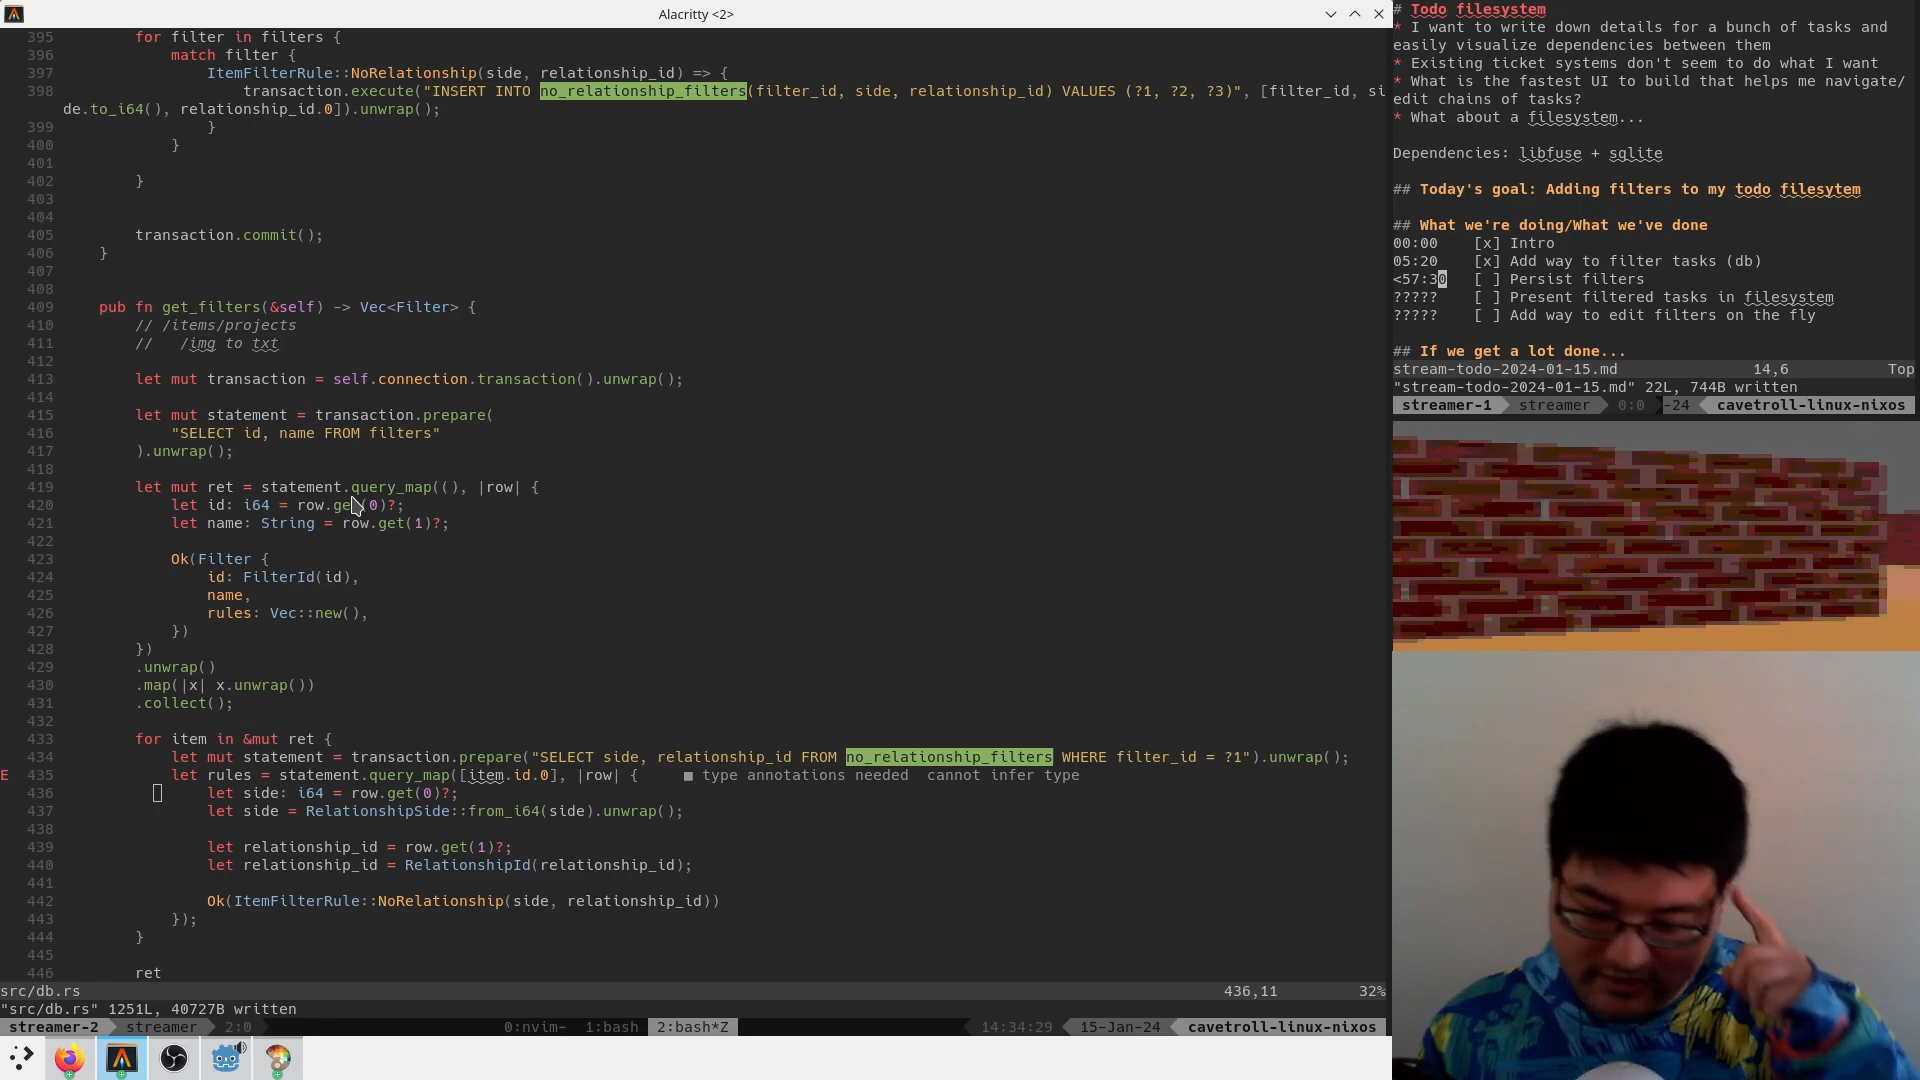 Alacritty <2>
395         for filter in filters {
396             match filter {
397                 ItemFilterRule::NoRelationship(side, relationship_id) => {
398                     transaction.execute("INSERT INTO no_relationship_filters(filter_id, side, relationship_id) VALUES (?1, ?2, ?3)", [filter_id, si
de.to_i64(), relationship_id.0]).unwrap();
399                 }
400             }
401
402         }
403
404
405         transaction.commit();
406     }
407
408
409     pub fn get_filters(&self) -> Vec<Filter> {
410         // /items/projects
411         //   /img to txt
412
413         let mut transaction = self.connection.transaction().unwrap();
414
415         let mut statement = transaction.prepare(
416             "SELECT id, name FROM filters"
417         ).unwrap();
418
419         let mut ret = statement.query_map((), |row| {
420             let id: i64 = row.get(0)?;
421             let name: String = row.get(1)?;
422
423             Ok(Filter {
424                 id: FilterId(id),
425                 name,
426                 rules: Vec::new(),
427             })
428         })
429         .unwrap()
430         .map(|x| x.unwrap())
431         .collect();
432
433         for item in &mut ret {
434             let mut statement = transaction.prepare("SELECT side, relationship_id FROM no_relationship_filters WHERE filter_id = ?1").unwrap();
E 435             let rules = statement.query_map([item.id.0], |row| {     ■ type annotations needed  cannot infer type
436                 let side: i64 = row.get(0)?;
437                 let side = RelationshipSide::from_i64(side).unwrap();
438
439                 let relationship_id = row.get(1)?;
440                 let relationship_id = RelationshipId(relationship_id);
441
442                 Ok(ItemFilterRule::NoRelationship(side, relationship_id))
443             });
444         }
445
446         ret
src/db.rs 436,11 32%
"src/db.rs" 1251L, 40727B written
streamer-2 streamer 2:0 0:nvim- 1:bash 2:bash*Z 14:34:29 15-Jan-24 cavetroll-linux-nixos
# Todo filesystem
* I want to write down details for a bunch of tasks and
easily visualize dependencies between them
* Existing ticket systems don't seem to do what I want
* What is the fastest UI to build that helps me navigate/
edit chains of tasks?
* What about a filesystem...
Dependencies: libfuse + sqlite
## Today's goal: Adding filters to my todo filesytem
## What we're doing/What we've done
00:00    [x] Intro
05:20    [x] Add way to filter tasks (db)
<57:30   [ ] Persist filters
?????    [ ] Present filtered tasks in filesystem
?????    [ ] Add way to edit filters on the fly
## If we get a lot done...
stream-todo-2024-01-15.md 14,6 Top
"stream-todo-2024-01-15.md" 22L, 744B written
streamer-1 streamer 0:0 -24 cavetroll-linux-nixos